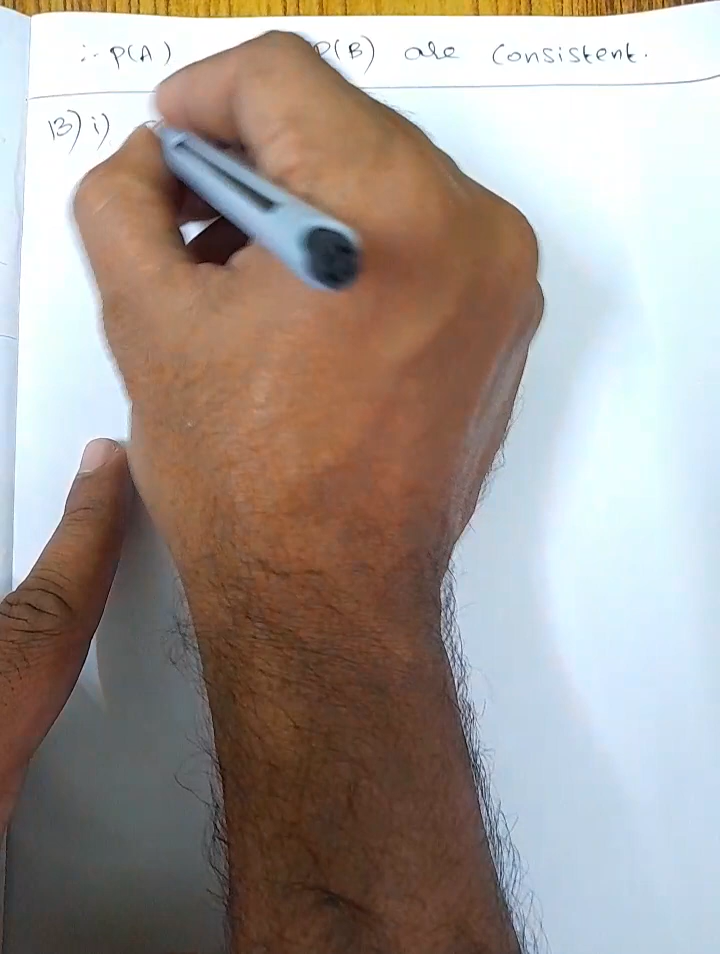 ∴ P(A) P(B) are consistent.
13) i)